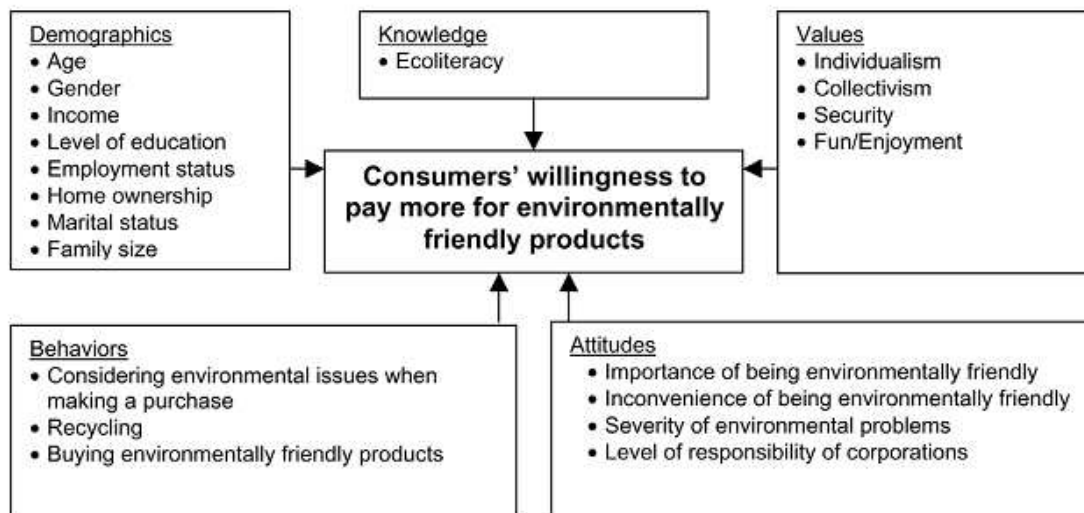 Demographics
• Age
• Gender
• Income
• Level of education
• Employment status
• Home ownership
• Marital status
• Family size
Knowledge
• Ecoliteracy
Values
• Individualism
• Collectivism
• Security
• Fun/Enjoyment
Consumers’ willingness to
pay more for environmentally
friendly products
Behaviors
• Considering environmental issues when
making a purchase
• Recycling
• Buying environmentally friendly products
Attitudes
• Importance of being environmentally friendly
• Inconvenience of being environmentally friendly
• Severity of environmental problems
• Level of responsibility of corporations